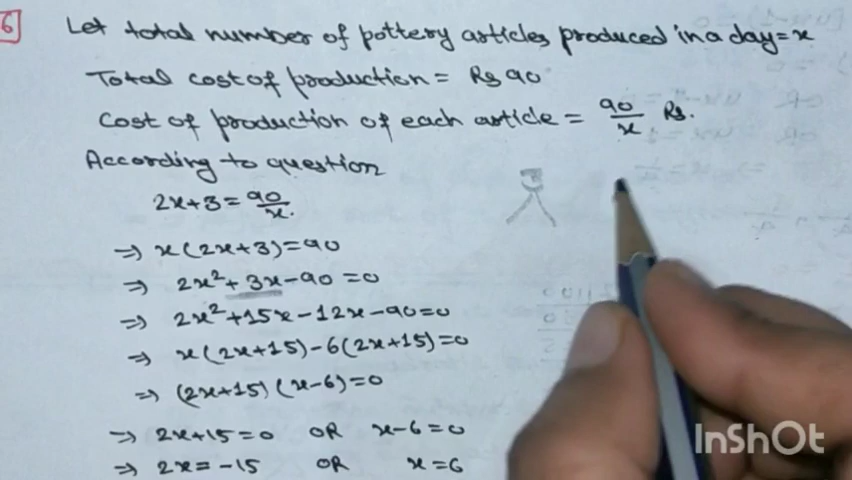 6
Let total number of pottery articles produced in a day = x
Total cost of production = Rs 90
Cost of production of each article = 90/x Rs.
According to question
2x+3 = 90/x.
⇒ x(2x+3)=90
⇒ 2x²+3x-90=0
⇒ 2x²+15x-12x-90=0
⇒ x(2x+15)-6(2x+15)=0
⇒ (2x+15)(x-6)=0
⇒ 2x+15=0 OR x-6=0
⇒ 2x=-15 OR x=6
InShOt